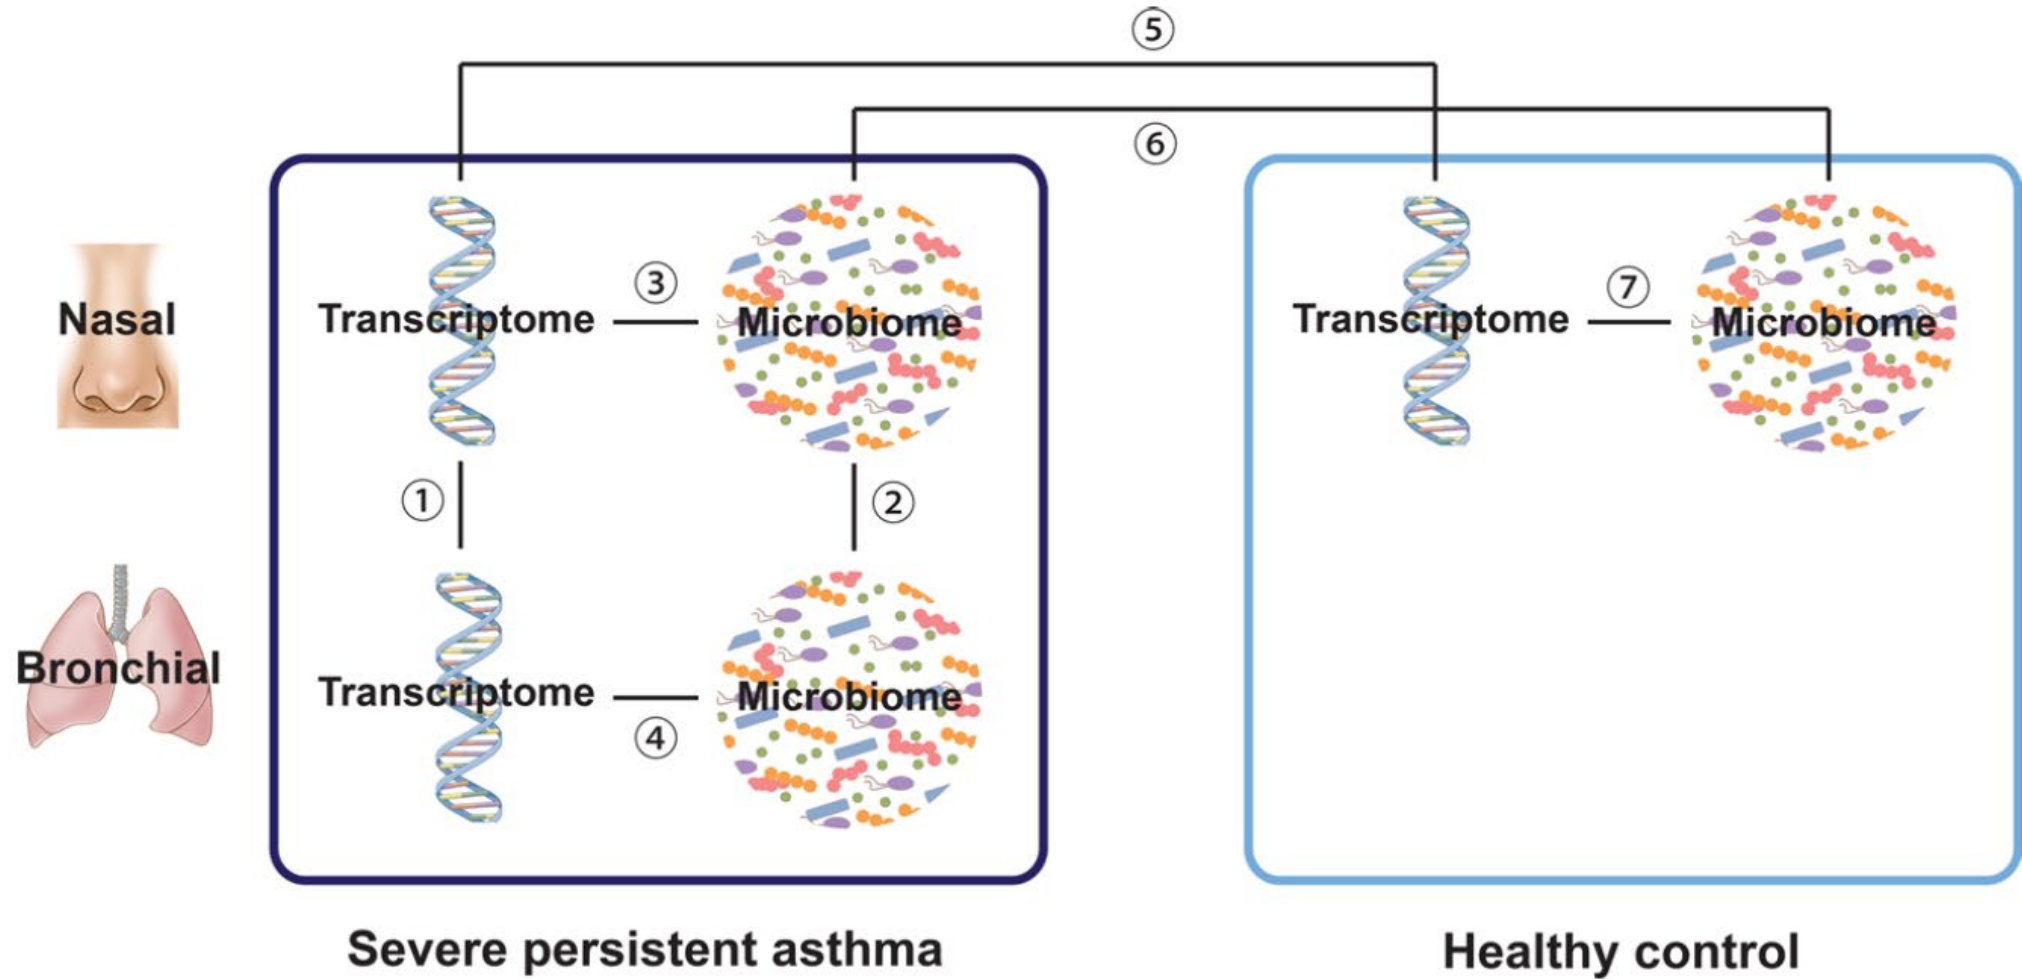 ⑤
⑥
Nasal
Transcriptome ③ Microbiome
Transcriptome ⑦ Microbiome
① ②
Bronchial
Transcriptome ④ Microbiome
Severe persistent asthma
Healthy control